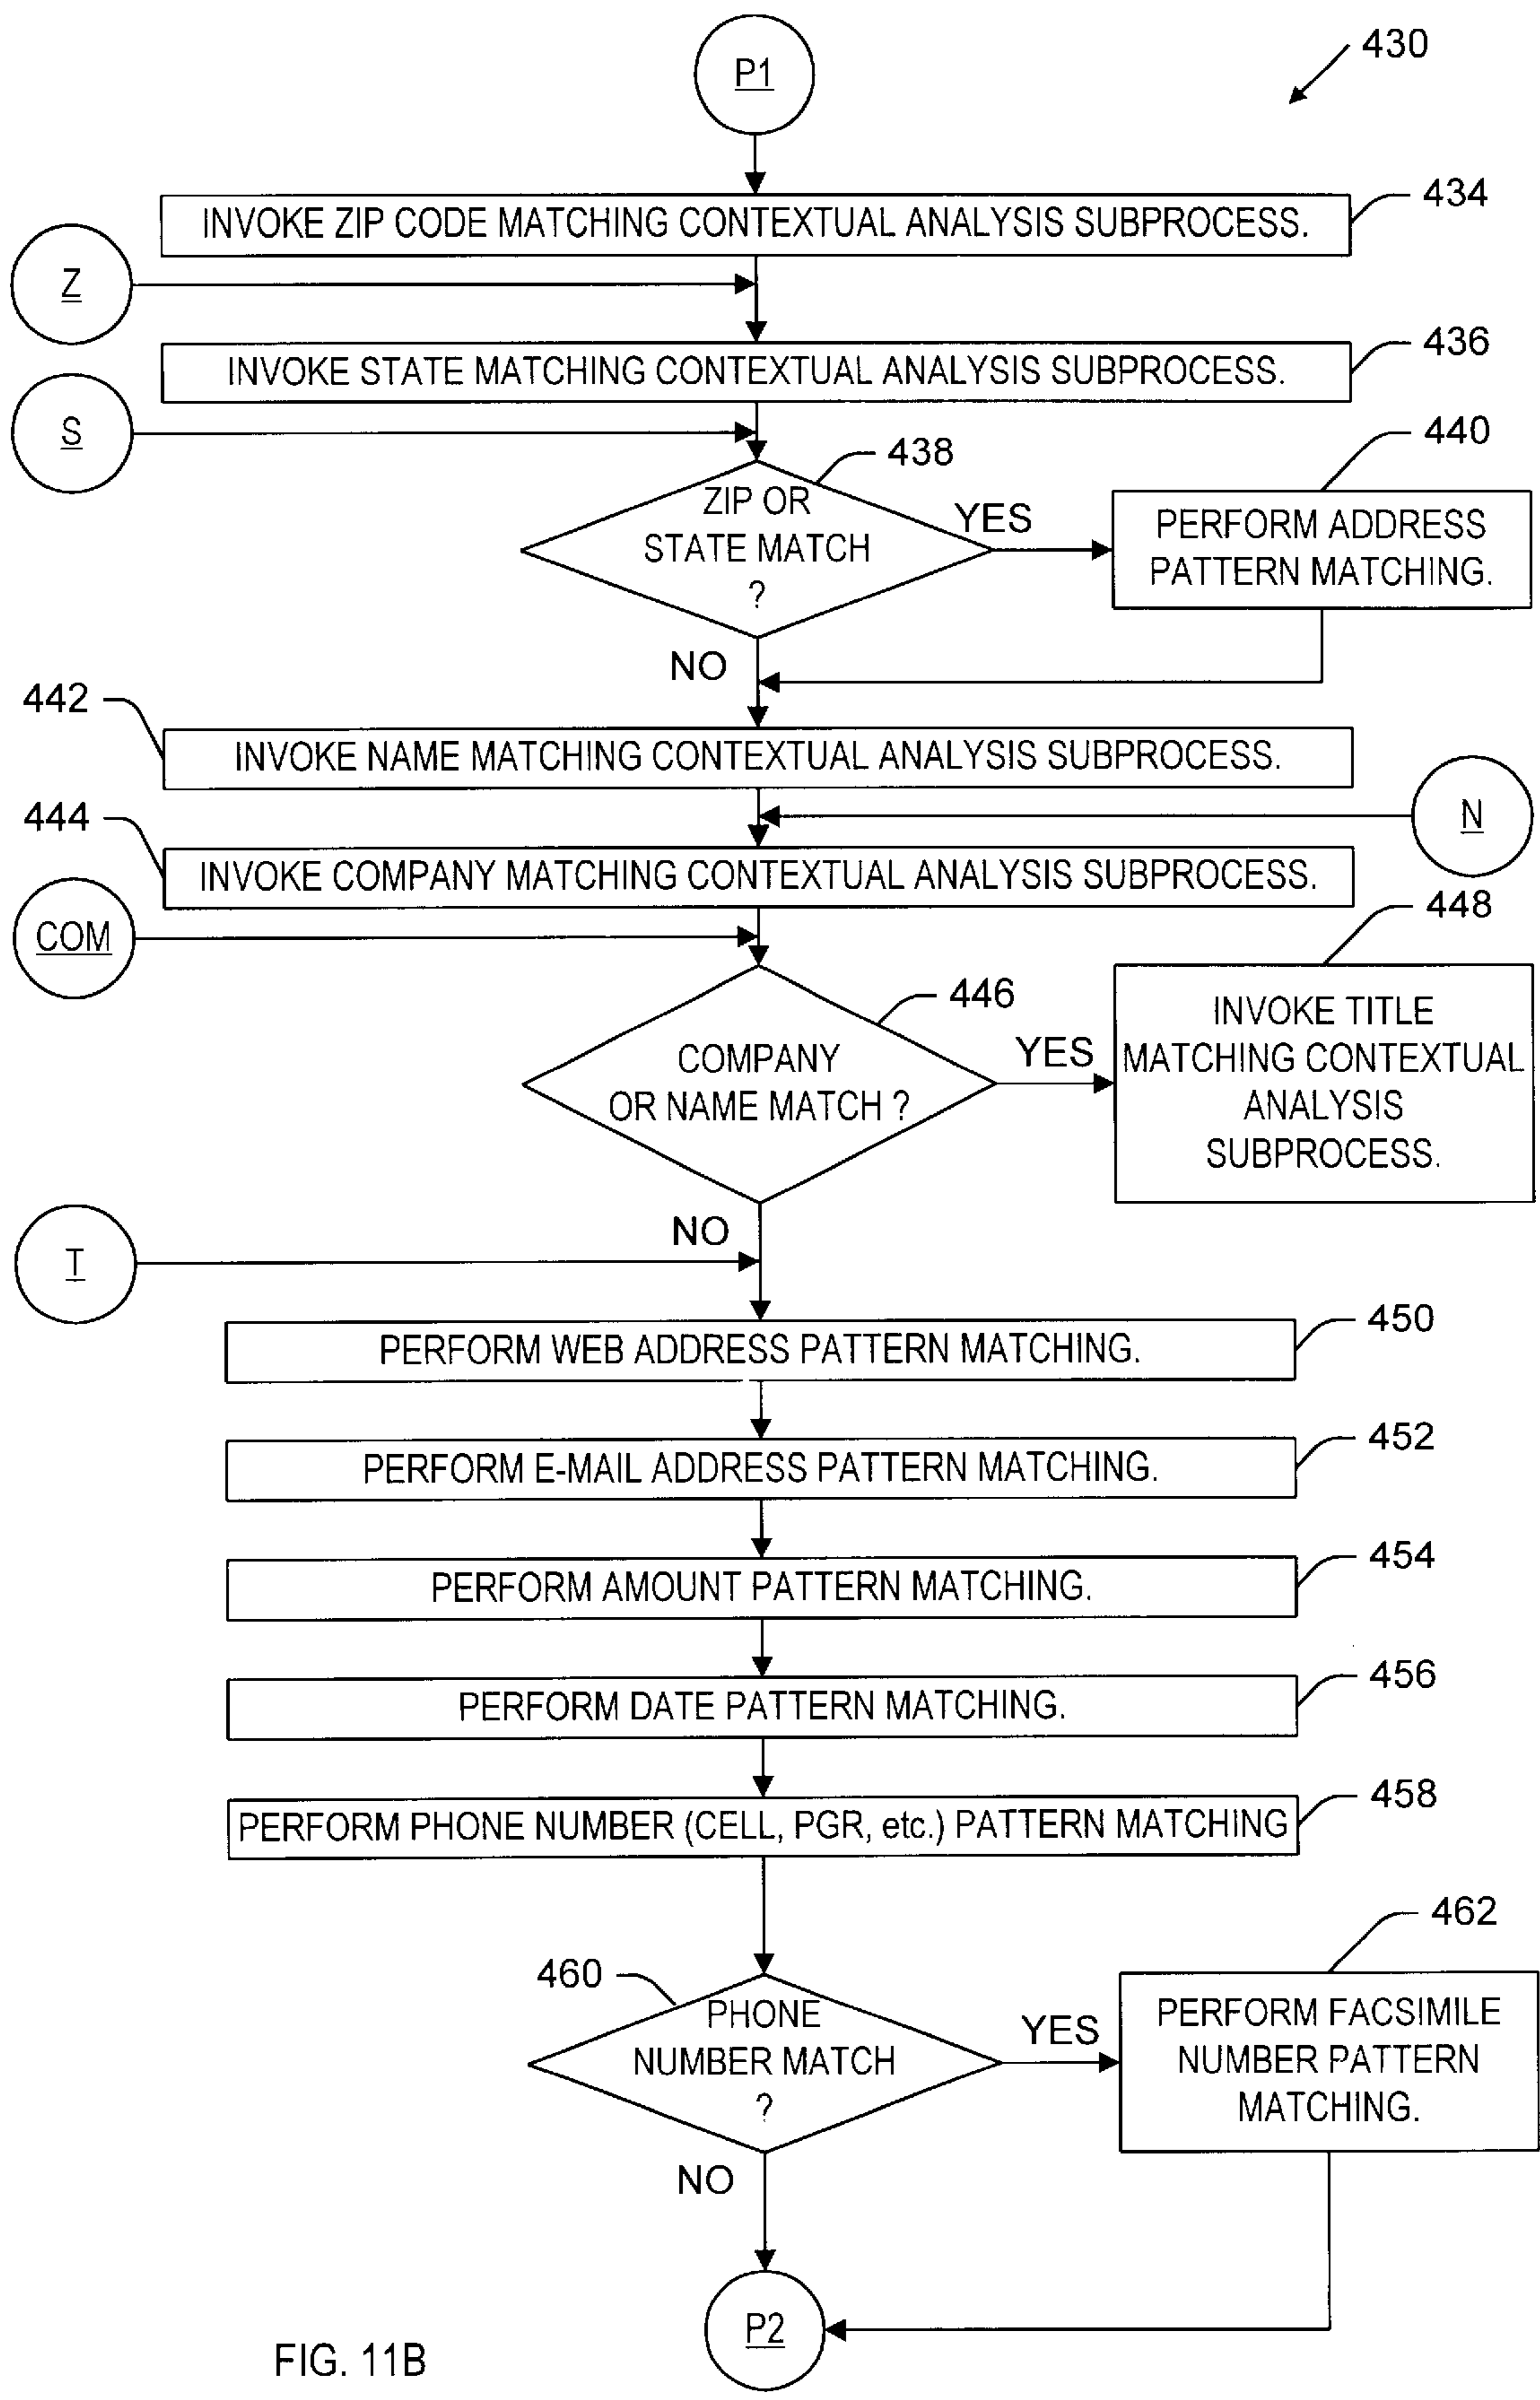 P1
430
INVOKE ZIP CODE MATCHING CONTEXTUAL ANALYSIS SUBPROCESS.
434
Z
INVOKE STATE MATCHING CONTEXTUAL ANALYSIS SUBPROCESS.
436
S
438
ZIP OR
STATE MATCH
?
YES
440
PERFORM ADDRESS
PATTERN MATCHING.
NO
442
INVOKE NAME MATCHING CONTEXTUAL ANALYSIS SUBPROCESS.
N
444
INVOKE COMPANY MATCHING CONTEXTUAL ANALYSIS SUBPROCESS.
COM
446
COMPANY
OR NAME MATCH ?
YES
448
INVOKE TITLE
MATCHING CONTEXTUAL
ANALYSIS
SUBPROCESS.
NO
T
PERFORM WEB ADDRESS PATTERN MATCHING.
450
PERFORM E-MAIL ADDRESS PATTERN MATCHING.
452
PERFORM AMOUNT PATTERN MATCHING.
454
PERFORM DATE PATTERN MATCHING.
456
PERFORM PHONE NUMBER (CELL, PGR, etc.) PATTERN MATCHING
458
460
PHONE
NUMBER MATCH
?
YES
462
PERFORM FACSIMILE
NUMBER PATTERN
MATCHING.
NO
P2
FIG. 11B